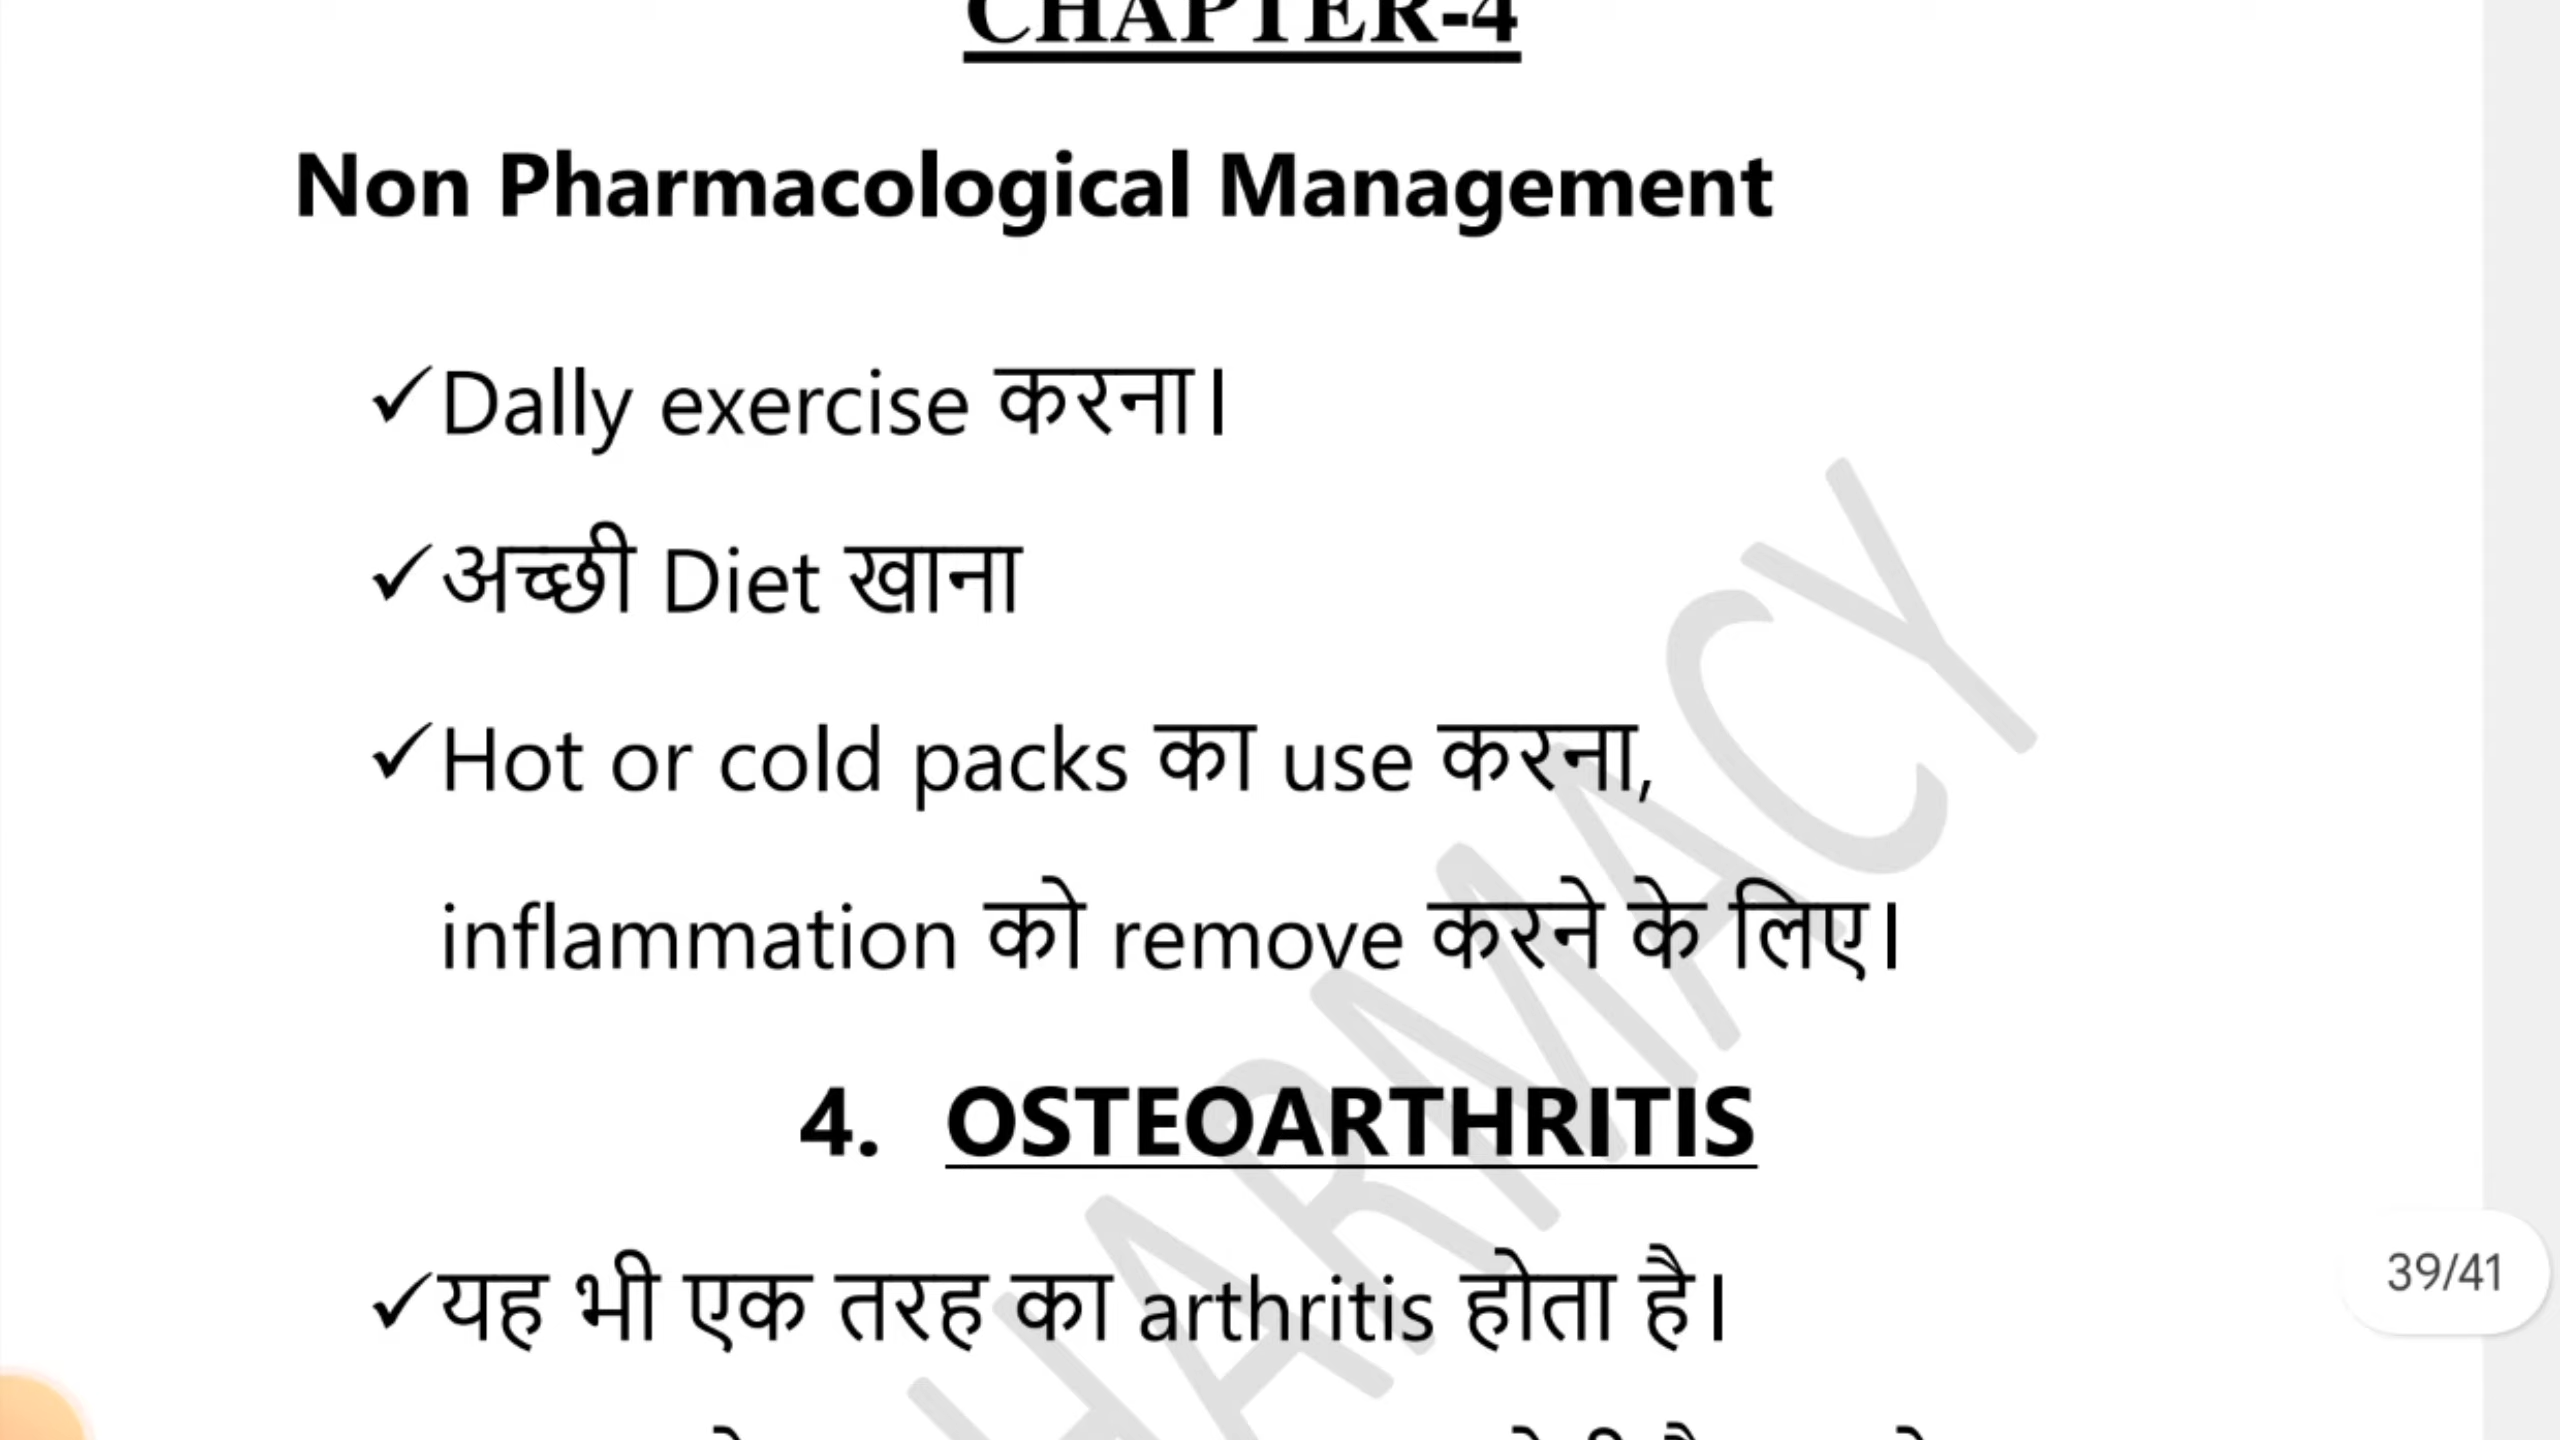 CHAPTER-4
Non Pharmacological Management
✓Dally exercise करना।
✓अच्छी Diet खाना
✓Hot or cold packs का use करना,
inflammation को remove करने के लिए।
4. OSTEOARTHRITIS
✓यह भी एक तरह का arthritis होता है।
39/41
HARMACY